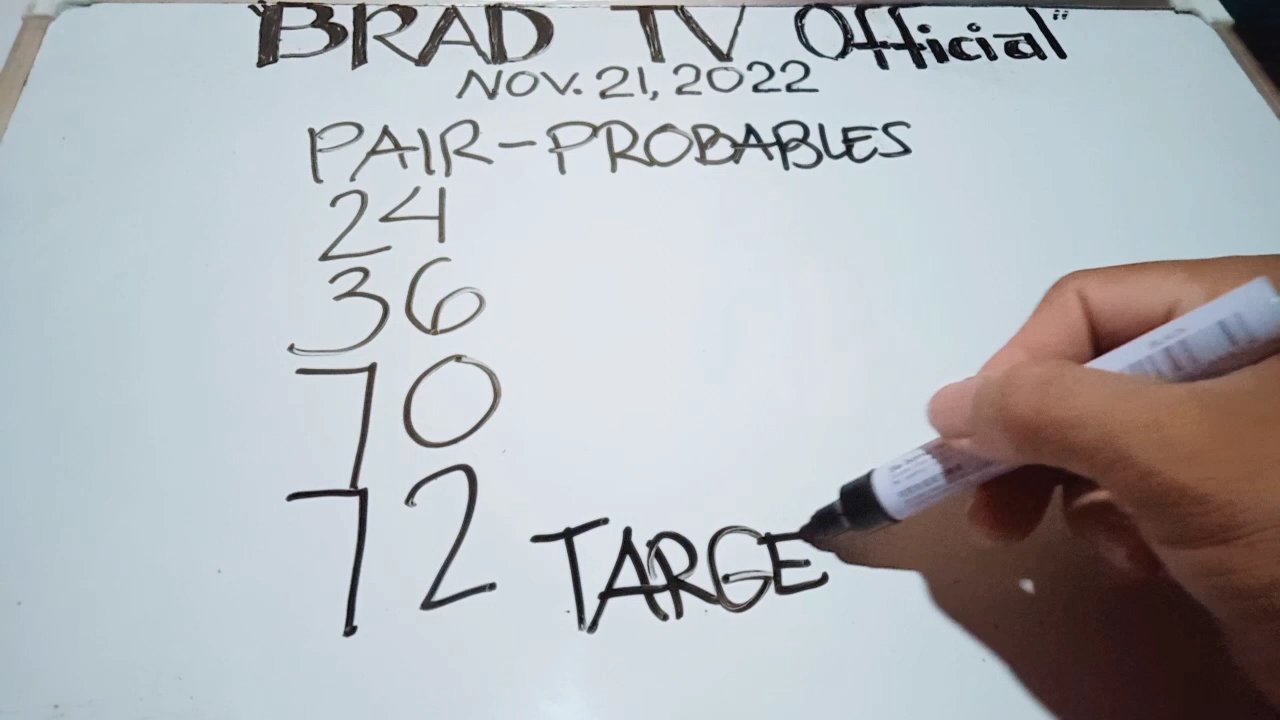 "BRAD TV Official"
NOV. 21, 2022
PAIR-PROBABLES
24
36
70
72 TARGE